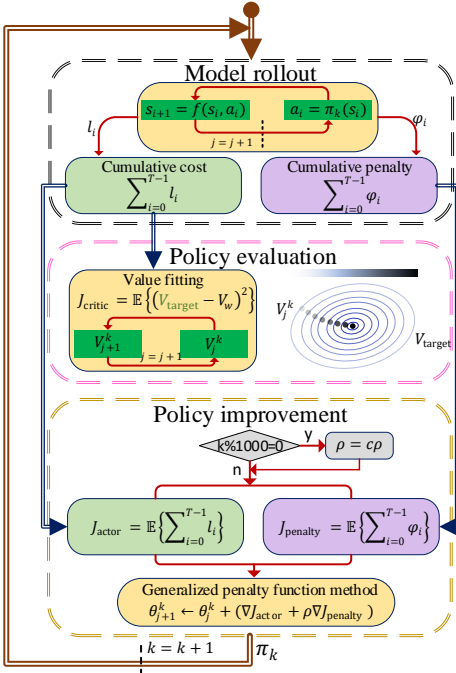 Model rollout
s_{i+1} = f(s_i, a_i)
a_i = π_k(s_i)
l_i
φ_i
j = j + 1
Cumulative cost
∑_{i=0}^{T−1} l_i
Cumulative penalty
∑_{i=0}^{T−1} φ_i
Policy evaluation
Value fitting
J_critic = 𝔼{(V_target − V_w)^2}
V_{j+1}^k
V_j^k
j = j + 1
V_j^k
V_target
Policy improvement
k%1000=0
y
ρ = cρ
n
J_actor = 𝔼{∑_{i=0}^{T−1} l_i}
J_penalty = 𝔼{∑_{i=0}^{T−1} φ_i}
Generalized penalty function method
θ_{j+1}^k ← θ_j^k + (∇J_actor + ρ∇J_penalty )
k = k + 1
π_k